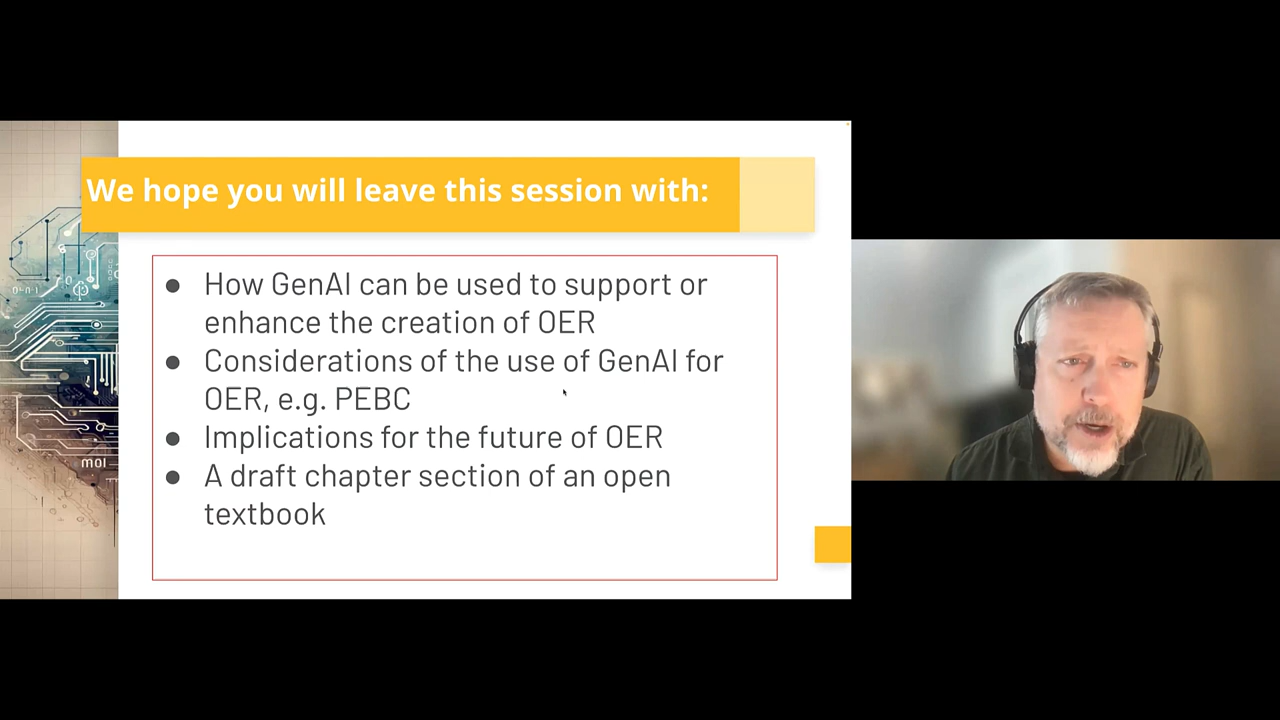 We hope you will leave this session with:
● How GenAI can be used to support or
enhance the creation of OER
● Considerations of the use of GenAI for
OER, e.g. PEBC
● Implications for the future of OER
● A draft chapter section of an open
textbook